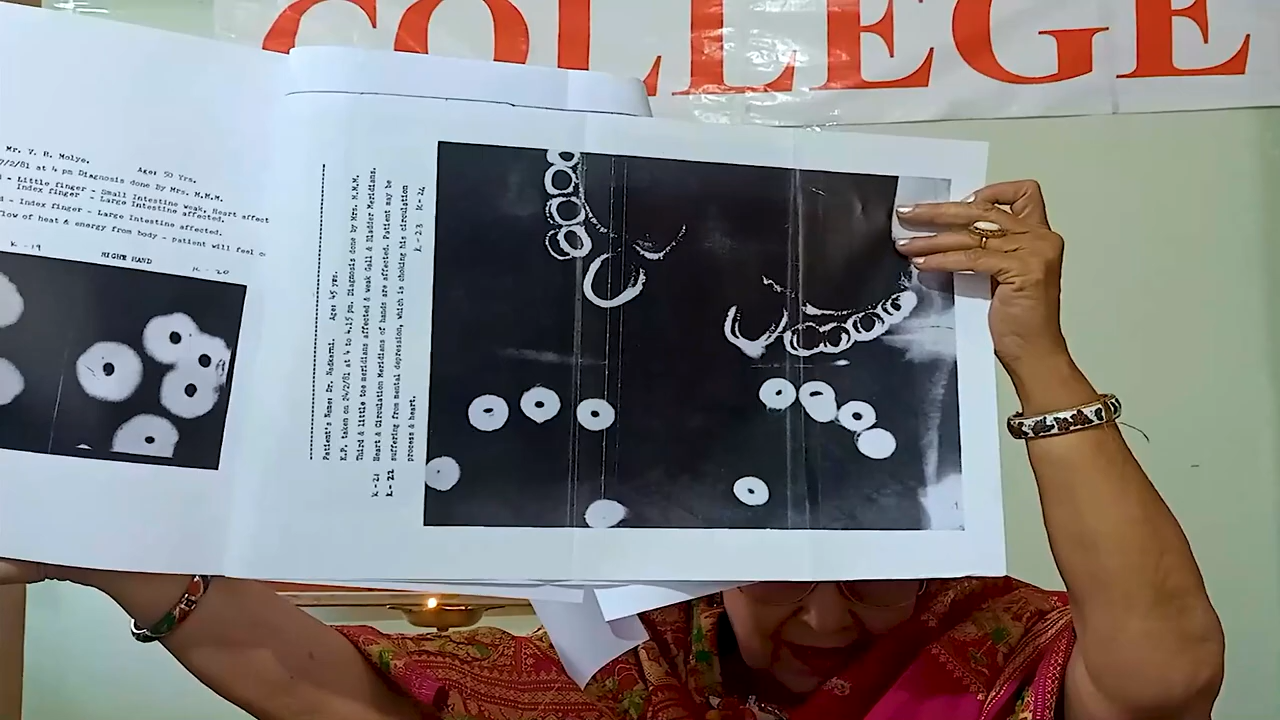 COLLEGE
Mr. V. B. Molye.
Age: 50 Yrs.
7/2/81 at 4 pm Diagnosis done by Mrs. M.M.M.
- Little finger - Small Intestine weak, Heart affect
Index finger - Large Intestine affected.
- Index finger - Large Intestine affected.
low of heat & energy from body - patient will feel
K-19
RIGHT HAND
K-20
Patient's Name: Dr. Nadkarni. Age: 45 yrs.
K.P. taken on 24/2/81 at 4 to 4.15 pm. Diagnosis done by Mrs. M.M.M.
Third & little toe meridians affected & weak Gall & Bladder Meridians.
K-21 Heart & Circulation Meridians of hands are affected. Patient may be
K-22 suffering from mental depression, which is choking his circulation
process & heart.
K-23 K-24